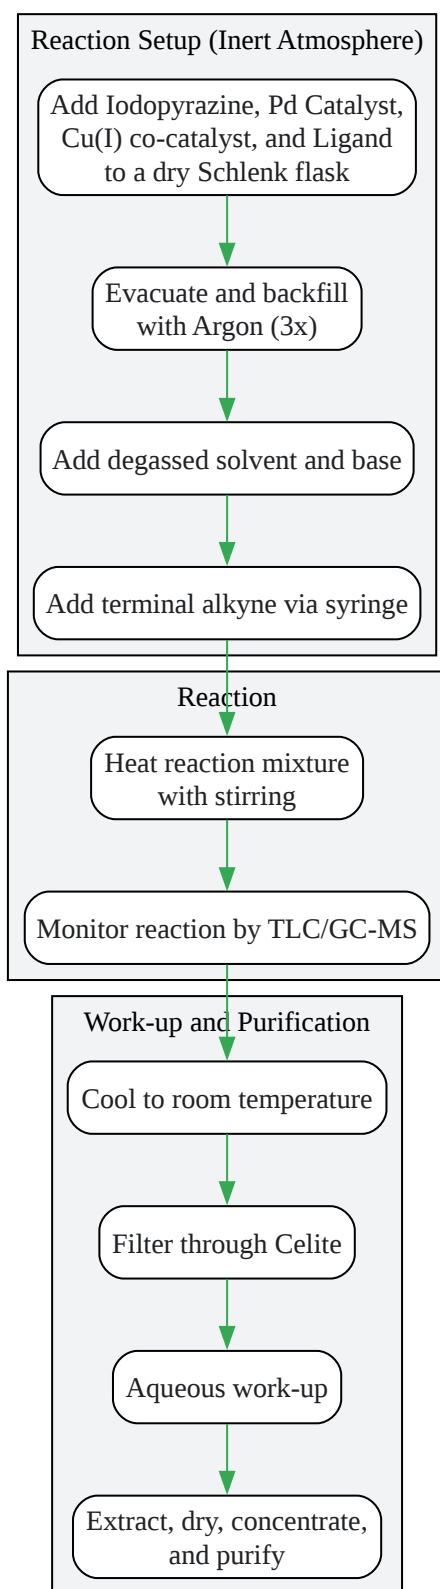 Reaction Setup (Inert Atmosphere)
Add Iodopyrazine, Pd Catalyst,
Cu(I) co-catalyst, and Ligand
to a dry Schlenk flask
Evacuate and backfill
with Argon (3x)
Add degassed solvent and base
Add terminal alkyne via syringe
Reaction
Heat reaction mixture
with stirring
Monitor reaction by TLC/GC-MS
Work-up and Purification
Cool to room temperature
Filter through Celite
Aqueous work-up
Extract, dry, concentrate,
and purify